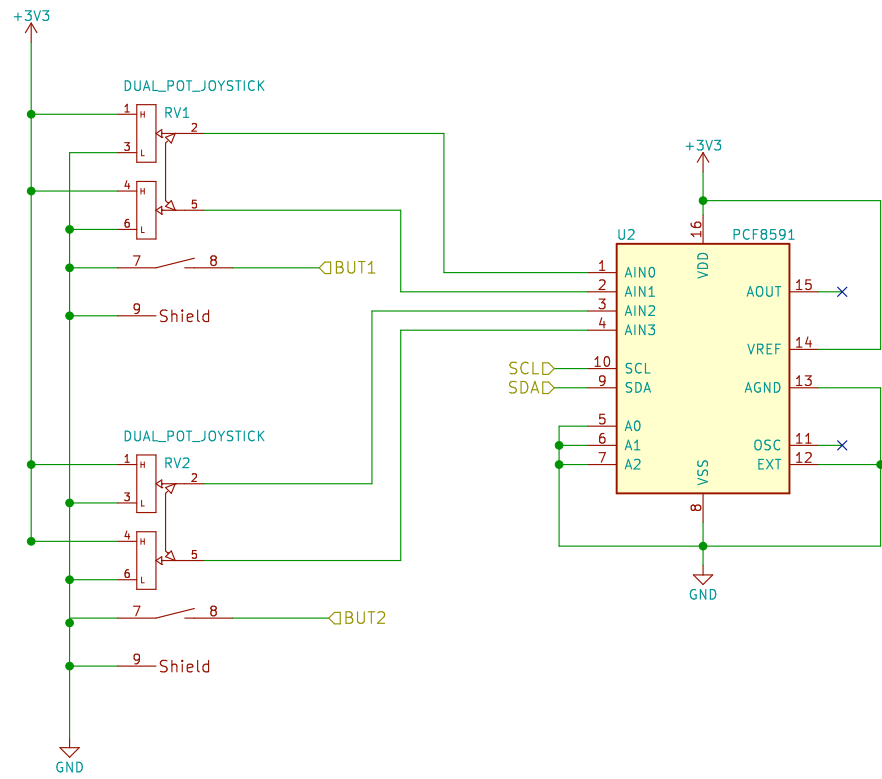 +3V3
DUAL_POT_JOYSTICK
RV1
1 H
2
3 L
4 H
5
6 L
7 8 BUT1
9 Shield
DUAL_POT_JOYSTICK
RV2
1 H
2
3 L
4 H
5
6 L
7 8 BUT2
9 Shield
GND
+3V3
U2 PCF8591
16 VDD
1 AIN0
2 AIN1
3 AIN2
4 AIN3
SCL 10 SCL
SDA 9 SDA
5 A0
6 A1
7 A2
AOUT 15
VREF 14
AGND 13
OSC 11
EXT 12
VSS 8
GND